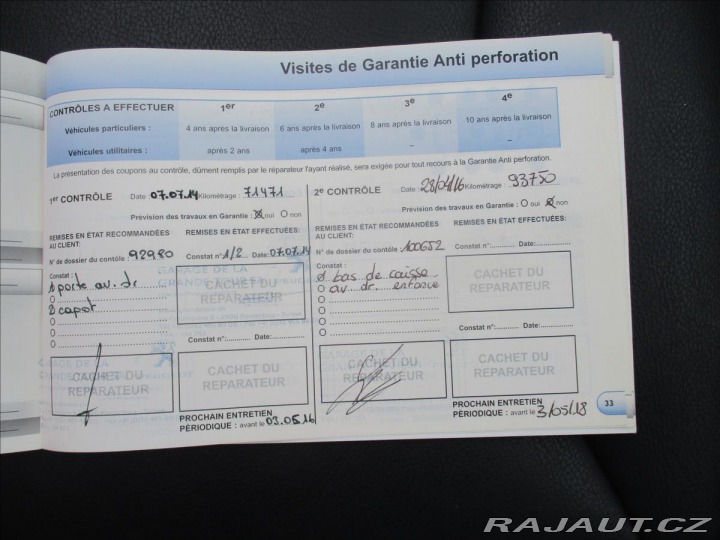 Visites de Garantie Anti perforation
CONTRÔLES A EFFECTUER 1er 2e 3e 4e
Véhicules particuliers : 4 ans après la livraison 6 ans après la livraison 8 ans après la livraison 10 ans après la livraison
Véhicules utilitaires : après 2 ans après 4 ans – –
La présentation des coupons au contrôle, dûment remplis par le réparateur l'ayant réalisé, sera exigée pour tout recours à la Garantie Anti perforation.
1er CONTRÔLE Date : 07.07.14 Kilométrage : 71471
Prévision des travaux en Garantie : O oui O non
REMISES EN ÉTAT RECOMMANDÉES AU CLIENT:
REMISES EN ÉTAT EFFECTUÉES:
N° de dossier du contôle 92980
Constat n° 1/2 Date: 07.07.14
Constat :
porte av. dr
capot
O
O
O
CACHET DU RÉPARATEUR
Constat n°: Date:
CACHET DU RÉPARATEUR
CACHET DU REPARATEUR
PROCHAIN ENTRETIEN
PÉRIODIQUE : avant le 03.05.16
2e CONTRÔLE Date : 28/04/16 Kilométrage : 93750
Prévision des travaux en Garantie : O oui O non
REMISES EN ÉTAT RECOMMANDÉES AU CLIENT:
REMISES EN ÉTAT EFFECTUÉES:
N° de dossier du contôle 100652
Constat n°: Date:
Constat :
bas de caisse
av dr.
O
O
O
CACHET DU RÉPARATEUR
Constat n°: Date:
CACHET DU REPARATEUR
CACHET DU REPARATEUR
PROCHAIN ENTRETIEN
PÉRIODIQUE : avant le 3/05/18
33
RAJAUT.CZ